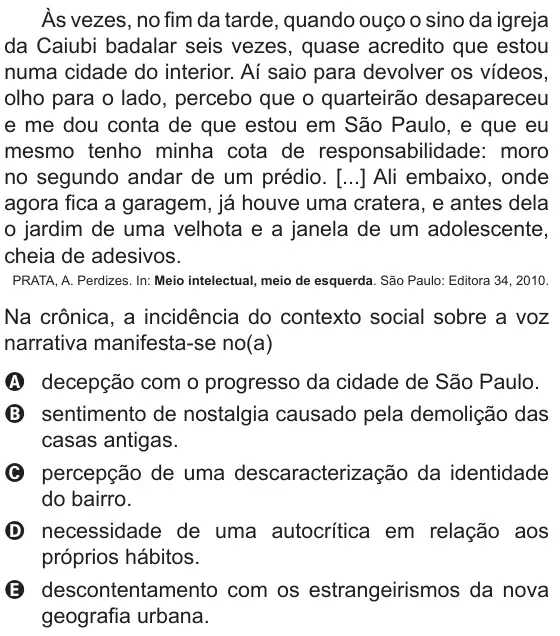 Às vezes, no fim da tarde, quando ouço o sino da igreja
da Caiubi badalar seis vezes, quase acredito que estou
numa cidade do interior. Aí saio para devolver os vídeos,
olho para o lado, percebo que o quarteirão desapareceu
e me dou conta de que estou em São Paulo, e que eu
mesmo tenho minha cota de responsabilidade: moro
no segundo andar de um prédio. [...] Ali embaixo, onde
agora fica a garagem, já houve uma cratera, e antes dela
o jardim de uma velhota e a janela de um adolescente,
cheia de adesivos.
PRATA, A. Perdizes. In: Meio intelectual, meio de esquerda. São Paulo: Editora 34, 2010.
Na crônica, a incidência do contexto social sobre a voz
narrativa manifesta-se no(a)
A decepção com o progresso da cidade de São Paulo.
B sentimento de nostalgia causado pela demolição das
casas antigas.
C percepção de uma descaracterização da identidade
do bairro.
D necessidade de uma autocrítica em relação aos
próprios hábitos.
E descontentamento com os estrangeirismos da nova
geografia urbana.